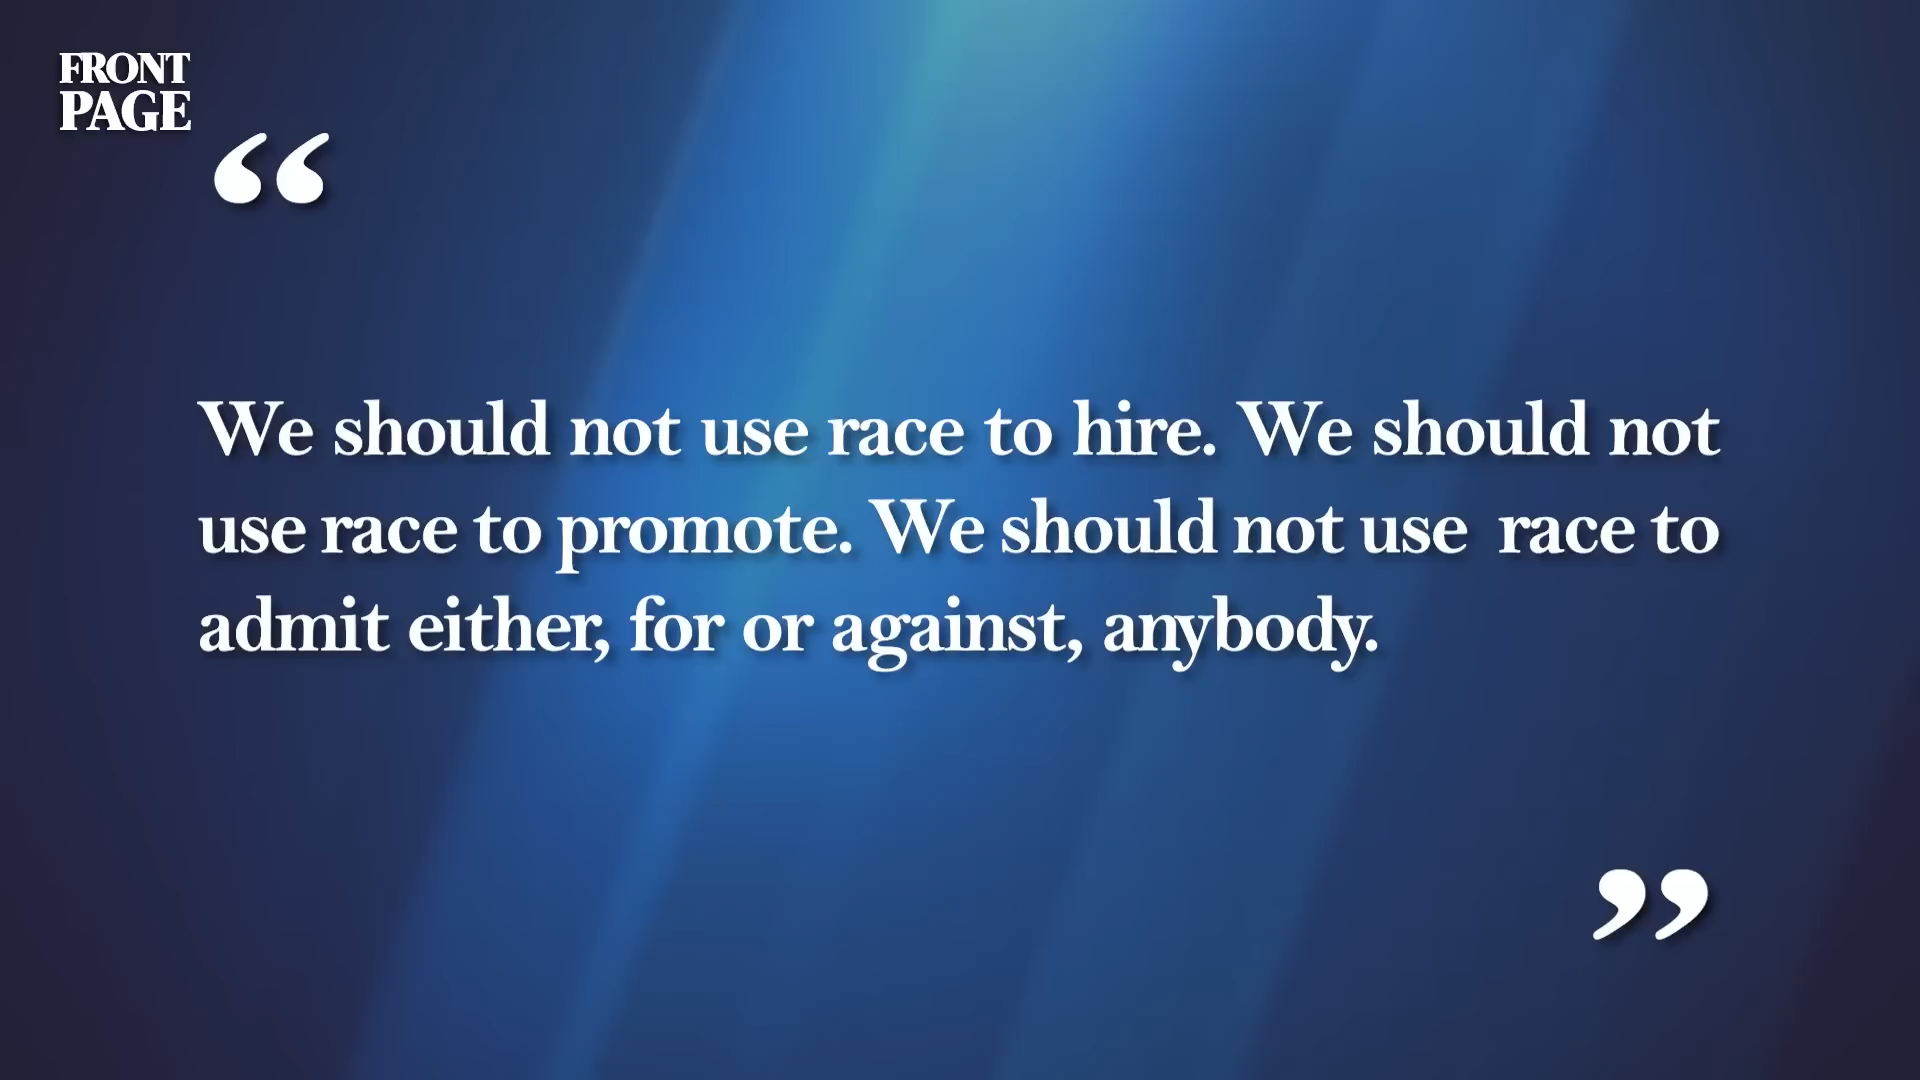 FRONT
PAGE
“
We should not use race to hire. We should not
use race to promote. We should not use  race to
admit either, for or against, anybody.
”